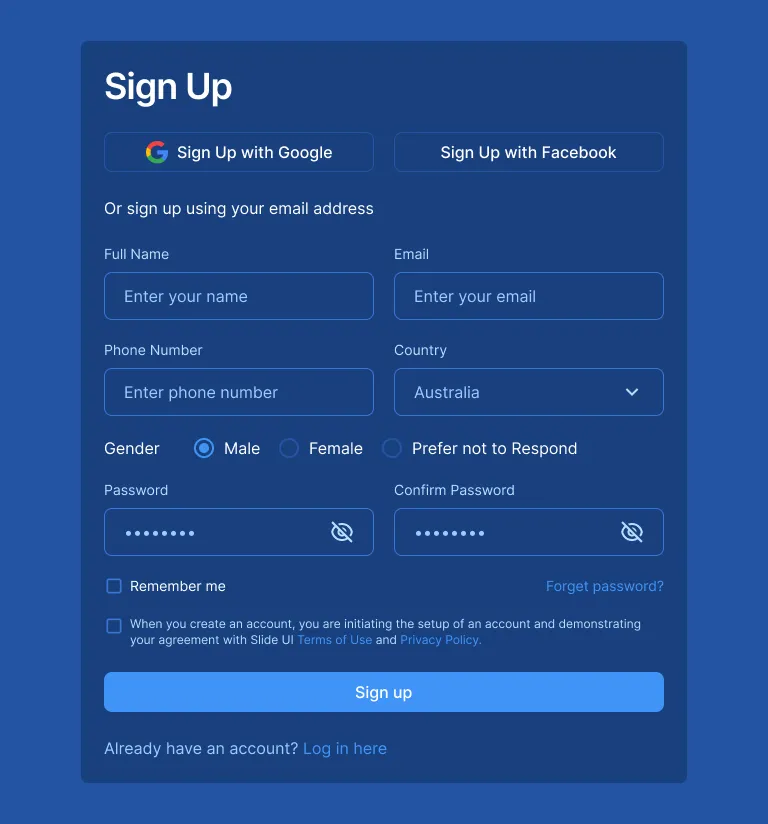 Sign Up
Sign Up with Google
Sign Up with Facebook
Or sign up using your email address
Full Name
Email
Enter your name
Enter your email
Phone Number
Country
Enter phone number
Australia
Gender Male Female Prefer not to Respond
Password
Confirm Password
Remember me
Forget password?
When you create an account, you are initiating the setup of an account and demonstrating
your agreement with Slide UI Terms of Use and Privacy Policy.
Sign up
Already have an account? Log in here